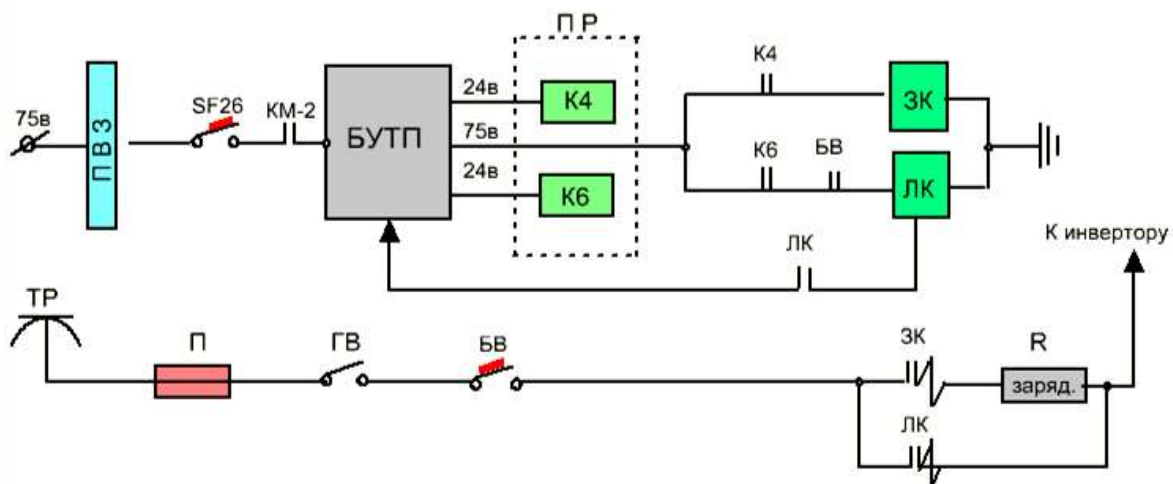 П Р
75в
П В З
SF26
КМ-2
БУТП
24в
К4
75в
24в
К6
К4
ЗК
К6
БВ
ЛК
ЛК
К инвертору
ТР
П
ГВ
БВ
ЗК
R
заряд.
ЛК